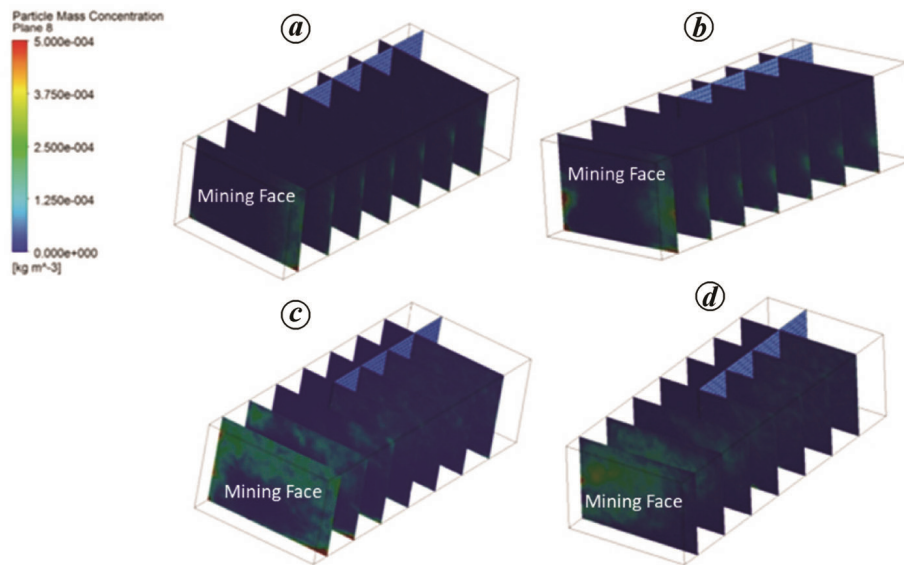 Particle Mass Concentration
Plane 8
5.000e-004
3.750e-004
2.500e-004
1.250e-004
0.000e+000
[kg m^-3]
a
Mining Face
b
Mining Face
c
Mining Face
d
Mining Face